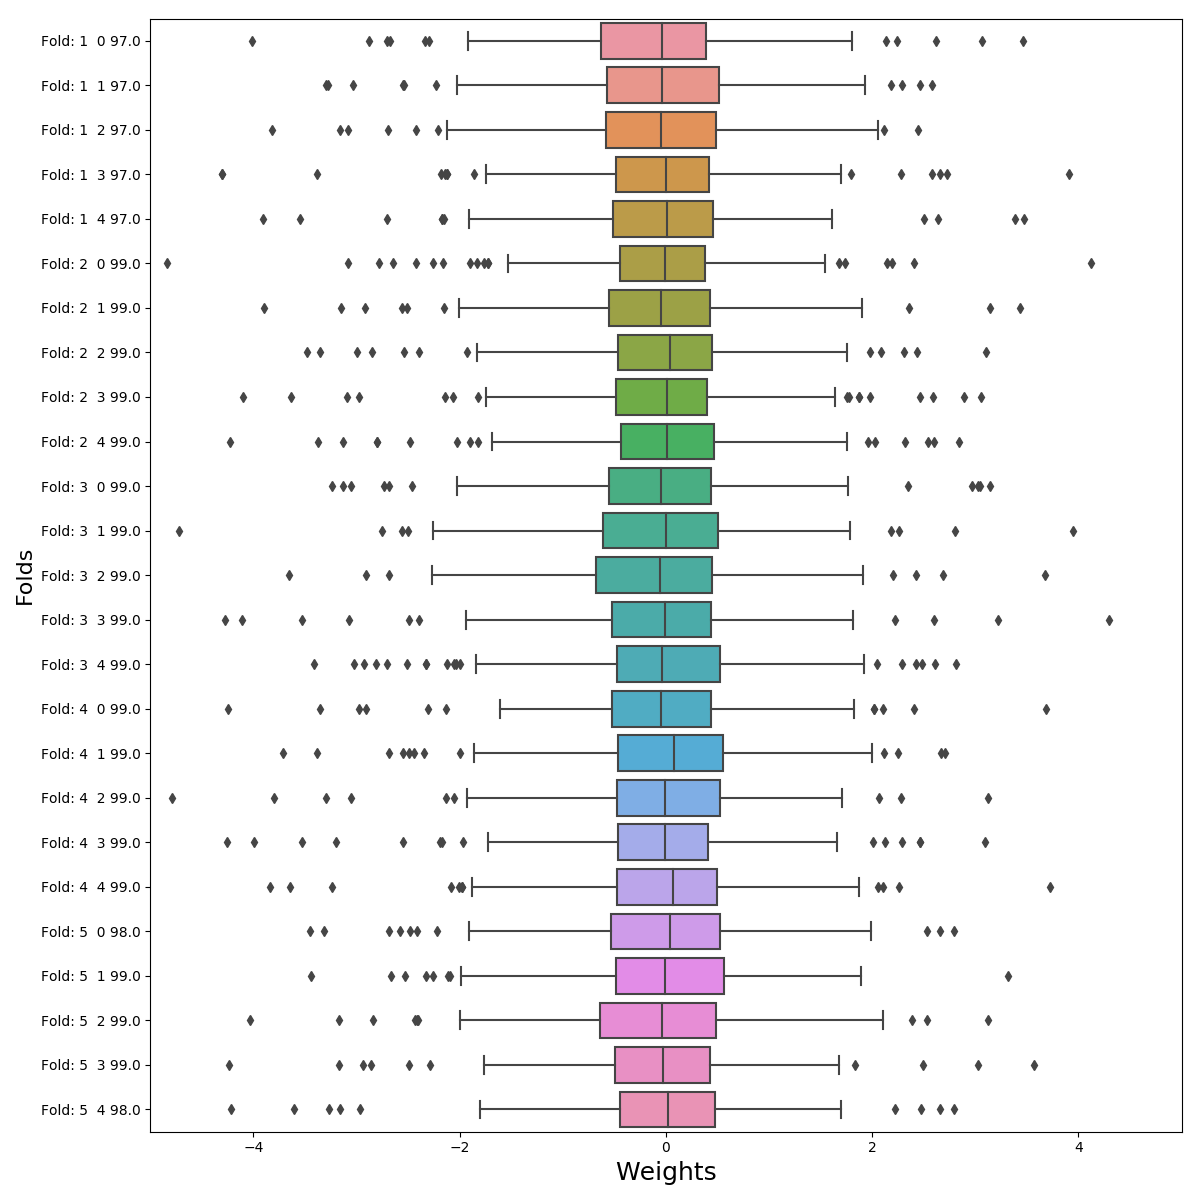 Fold: 1  0 97.0
Fold: 1  1 97.0
Fold: 1  2 97.0
Fold: 1  3 97.0
Fold: 1  4 97.0
Fold: 2  0 99.0
Fold: 2  1 99.0
Fold: 2  2 99.0
Fold: 2  3 99.0
Fold: 2  4 99.0
Fold: 3  0 99.0
Fold: 3  1 99.0
Fold: 3  2 99.0
Fold: 3  3 99.0
Fold: 3  4 99.0
Fold: 4  0 99.0
Fold: 4  1 99.0
Fold: 4  2 99.0
Fold: 4  3 99.0
Fold: 4  4 99.0
Fold: 5  0 98.0
Fold: 5  1 99.0
Fold: 5  2 99.0
Fold: 5  3 99.0
Fold: 5  4 98.0
Folds
−4 −2 0 2 4
Weights